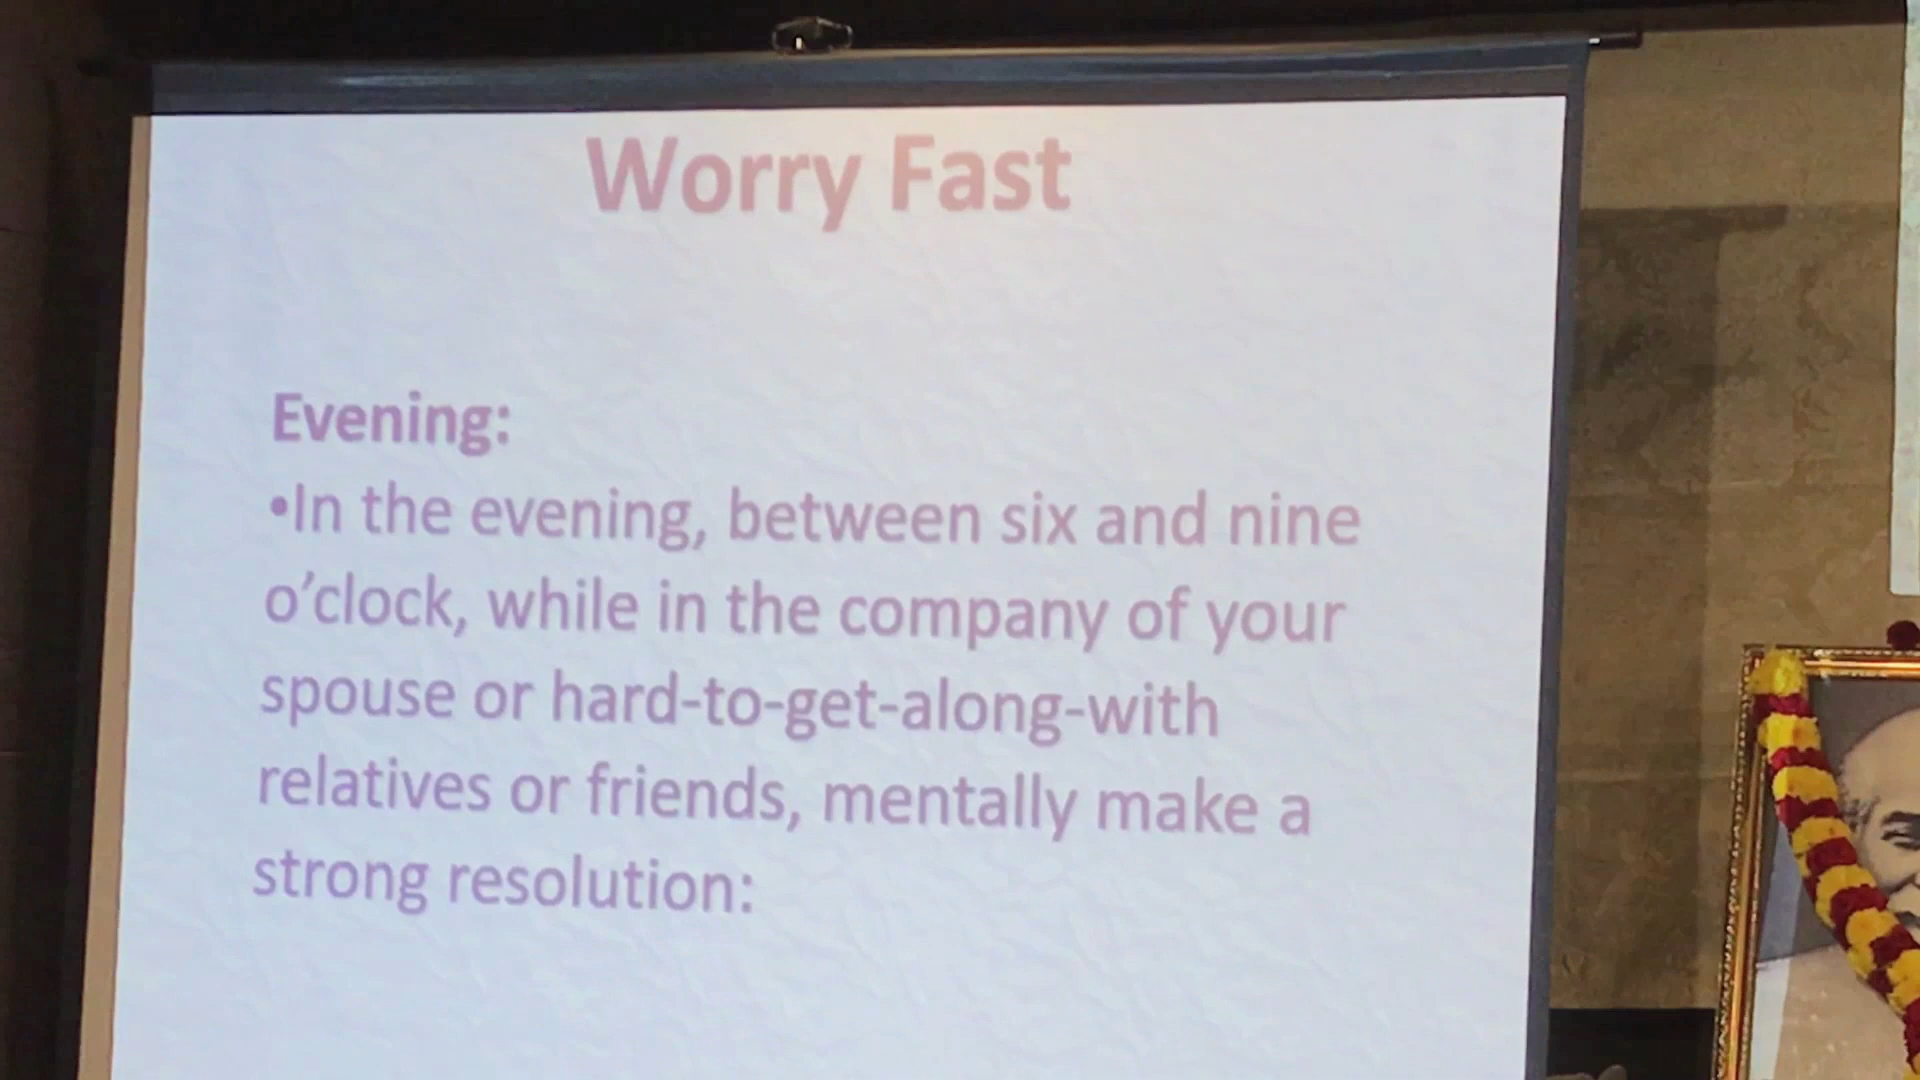 Worry Fast
Evening:
•In the evening, between six and nine
o’clock, while in the company of your
spouse or hard-to-get-along-with
relatives or friends, mentally make a
strong resolution: